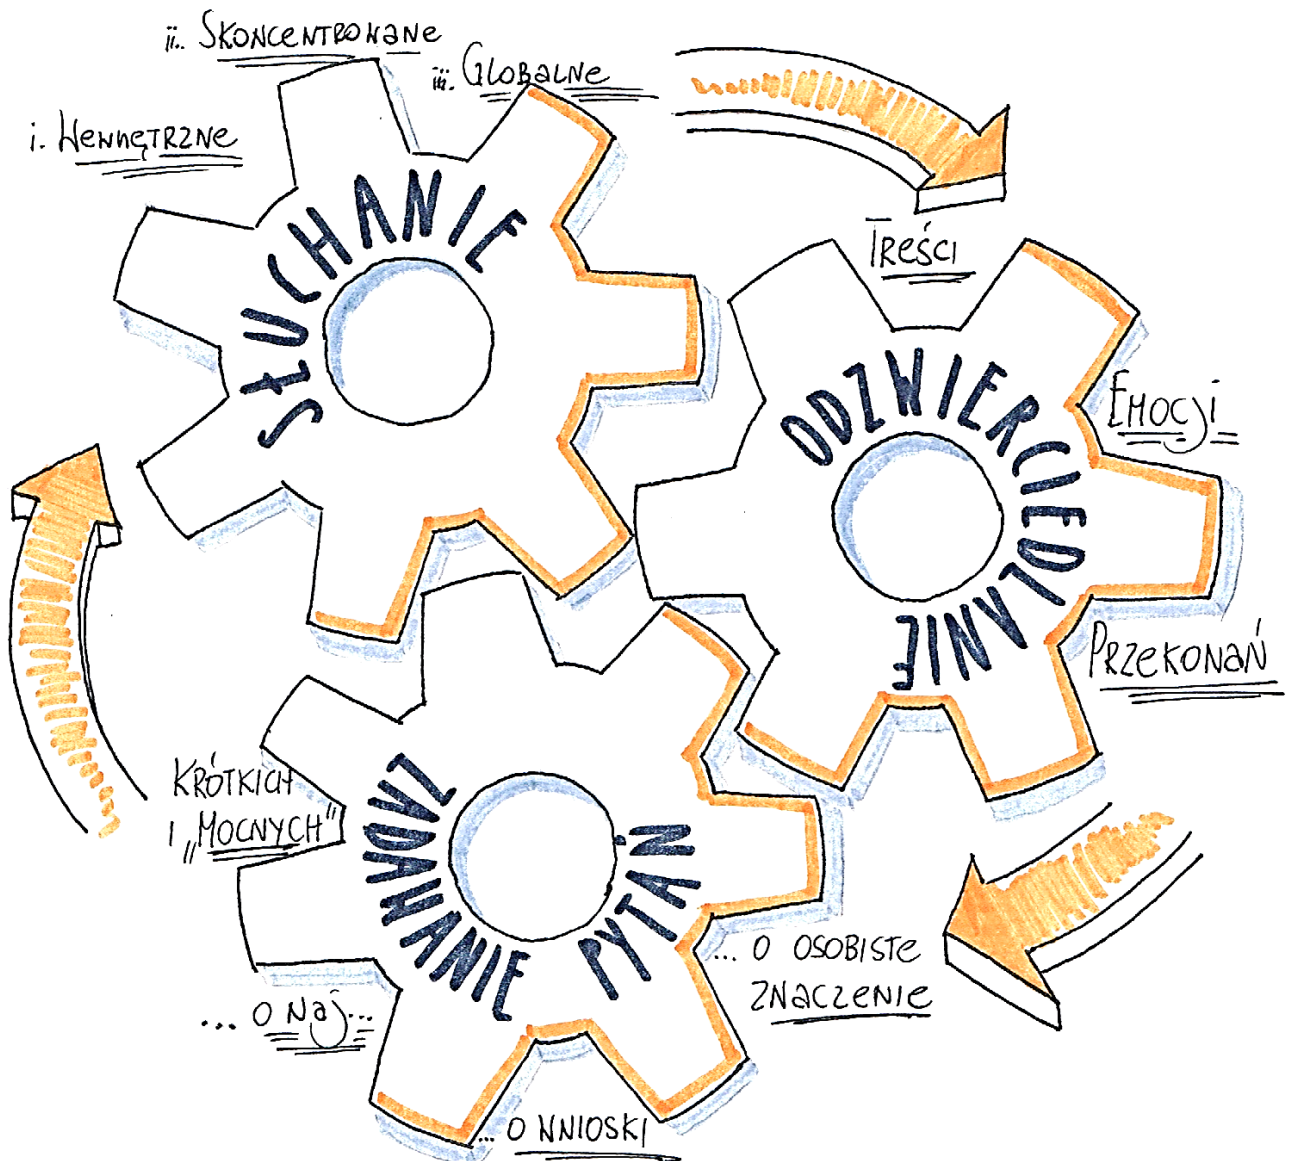 i. Wewnętrzne
ii. Skoncentrowane
iii. Globalne
SŁUCHANIE
Treści
Emocji
Przekonań
ODZWIERCIEDLANIE
ZADAWANIE PYTAŃ
Krótkich
i „Mocnych"
... o naj...
... o wnioski
... o osobiste
znaczenie